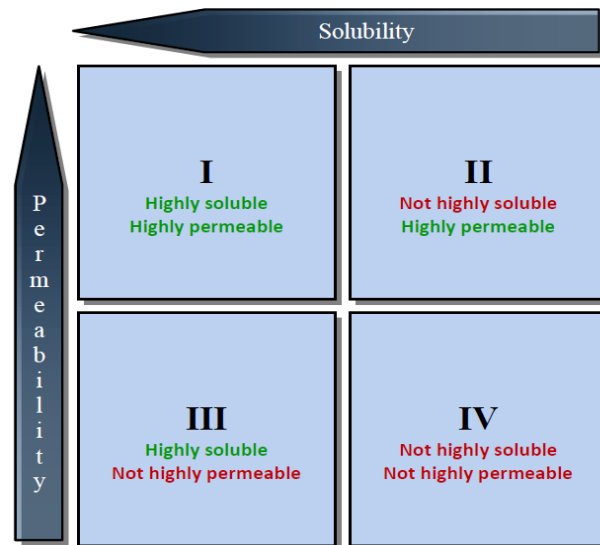 Solubility
Permeability
I
Highly soluble
Highly permeable
II
Not highly soluble
Highly permeable
III
Highly soluble
Not highly permeable
IV
Not highly soluble
Not highly permeable